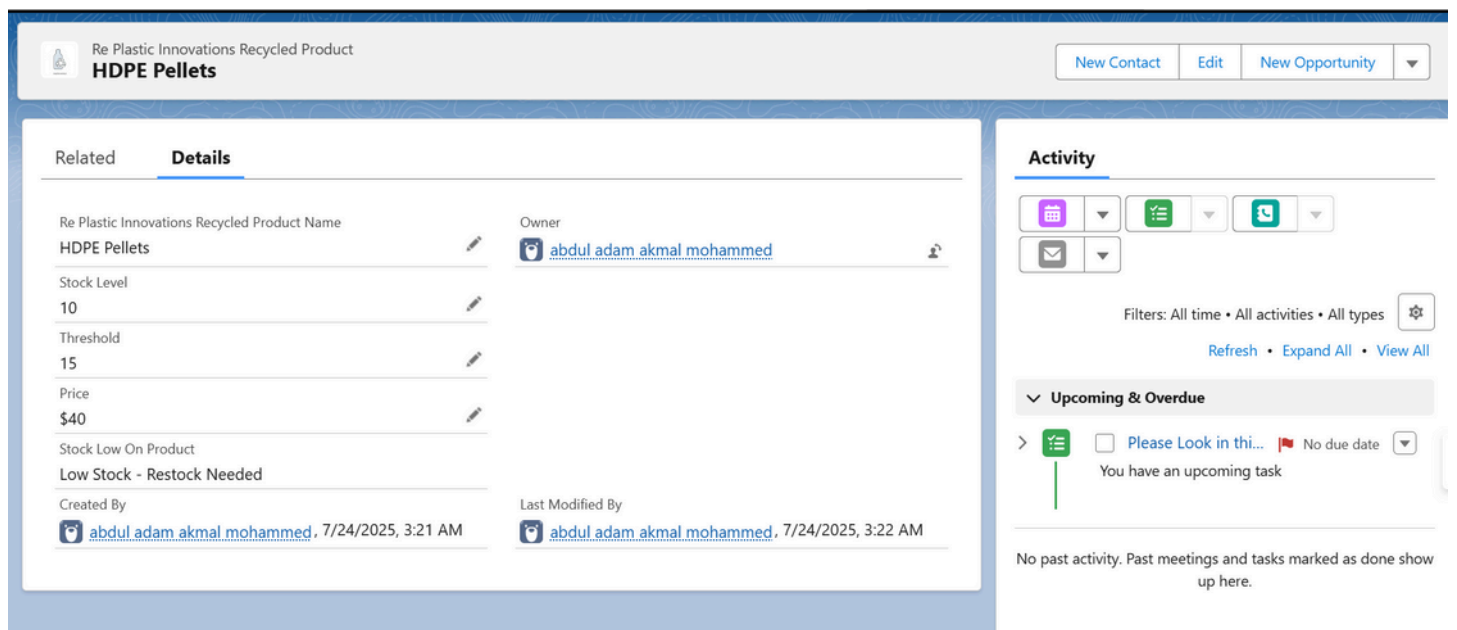 Re Plastic Innovations Recycled Product
HDPE Pellets
New Contact
Edit
New Opportunity
Related
Details
Re Plastic Innovations Recycled Product Name
HDPE Pellets
Owner
abdul adam akmal mohammed
Stock Level
10
Threshold
15
Price
$40
Stock Low On Product
Low Stock - Restock Needed
Created By
abdul adam akmal mohammed, 7/24/2025, 3:21 AM
Last Modified By
abdul adam akmal mohammed, 7/24/2025, 3:22 AM
Activity
Filters: All time • All activities • All types
Refresh • Expand All • View All
Upcoming & Overdue
Please Look in thi... No due date
You have an upcoming task
No past activity. Past meetings and tasks marked as done show
up here.